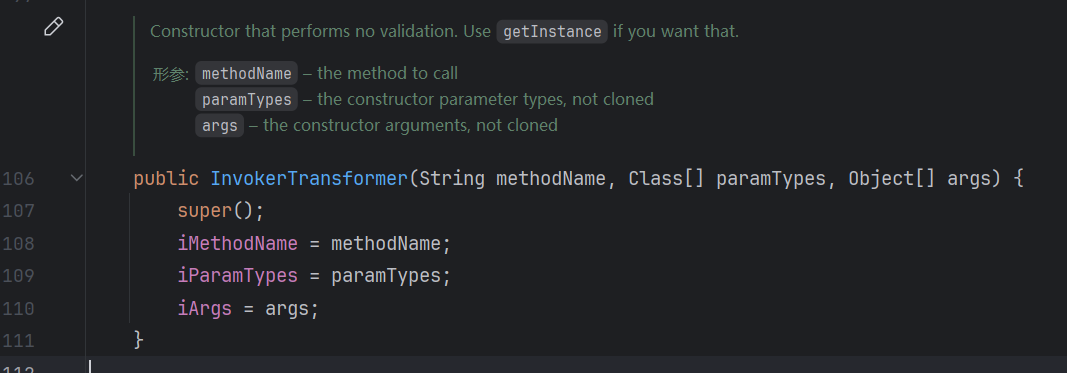 Constructor that performs no validation. Use getInstance if you want that.
形参: methodName – the method to call
paramTypes – the constructor parameter types, not cloned
args – the constructor arguments, not cloned
106 public InvokerTransformer(String methodName, Class[] paramTypes, Object[] args) {
107 super();
108 iMethodName = methodName;
109 iParamTypes = paramTypes;
110 iArgs = args;
111 }
112